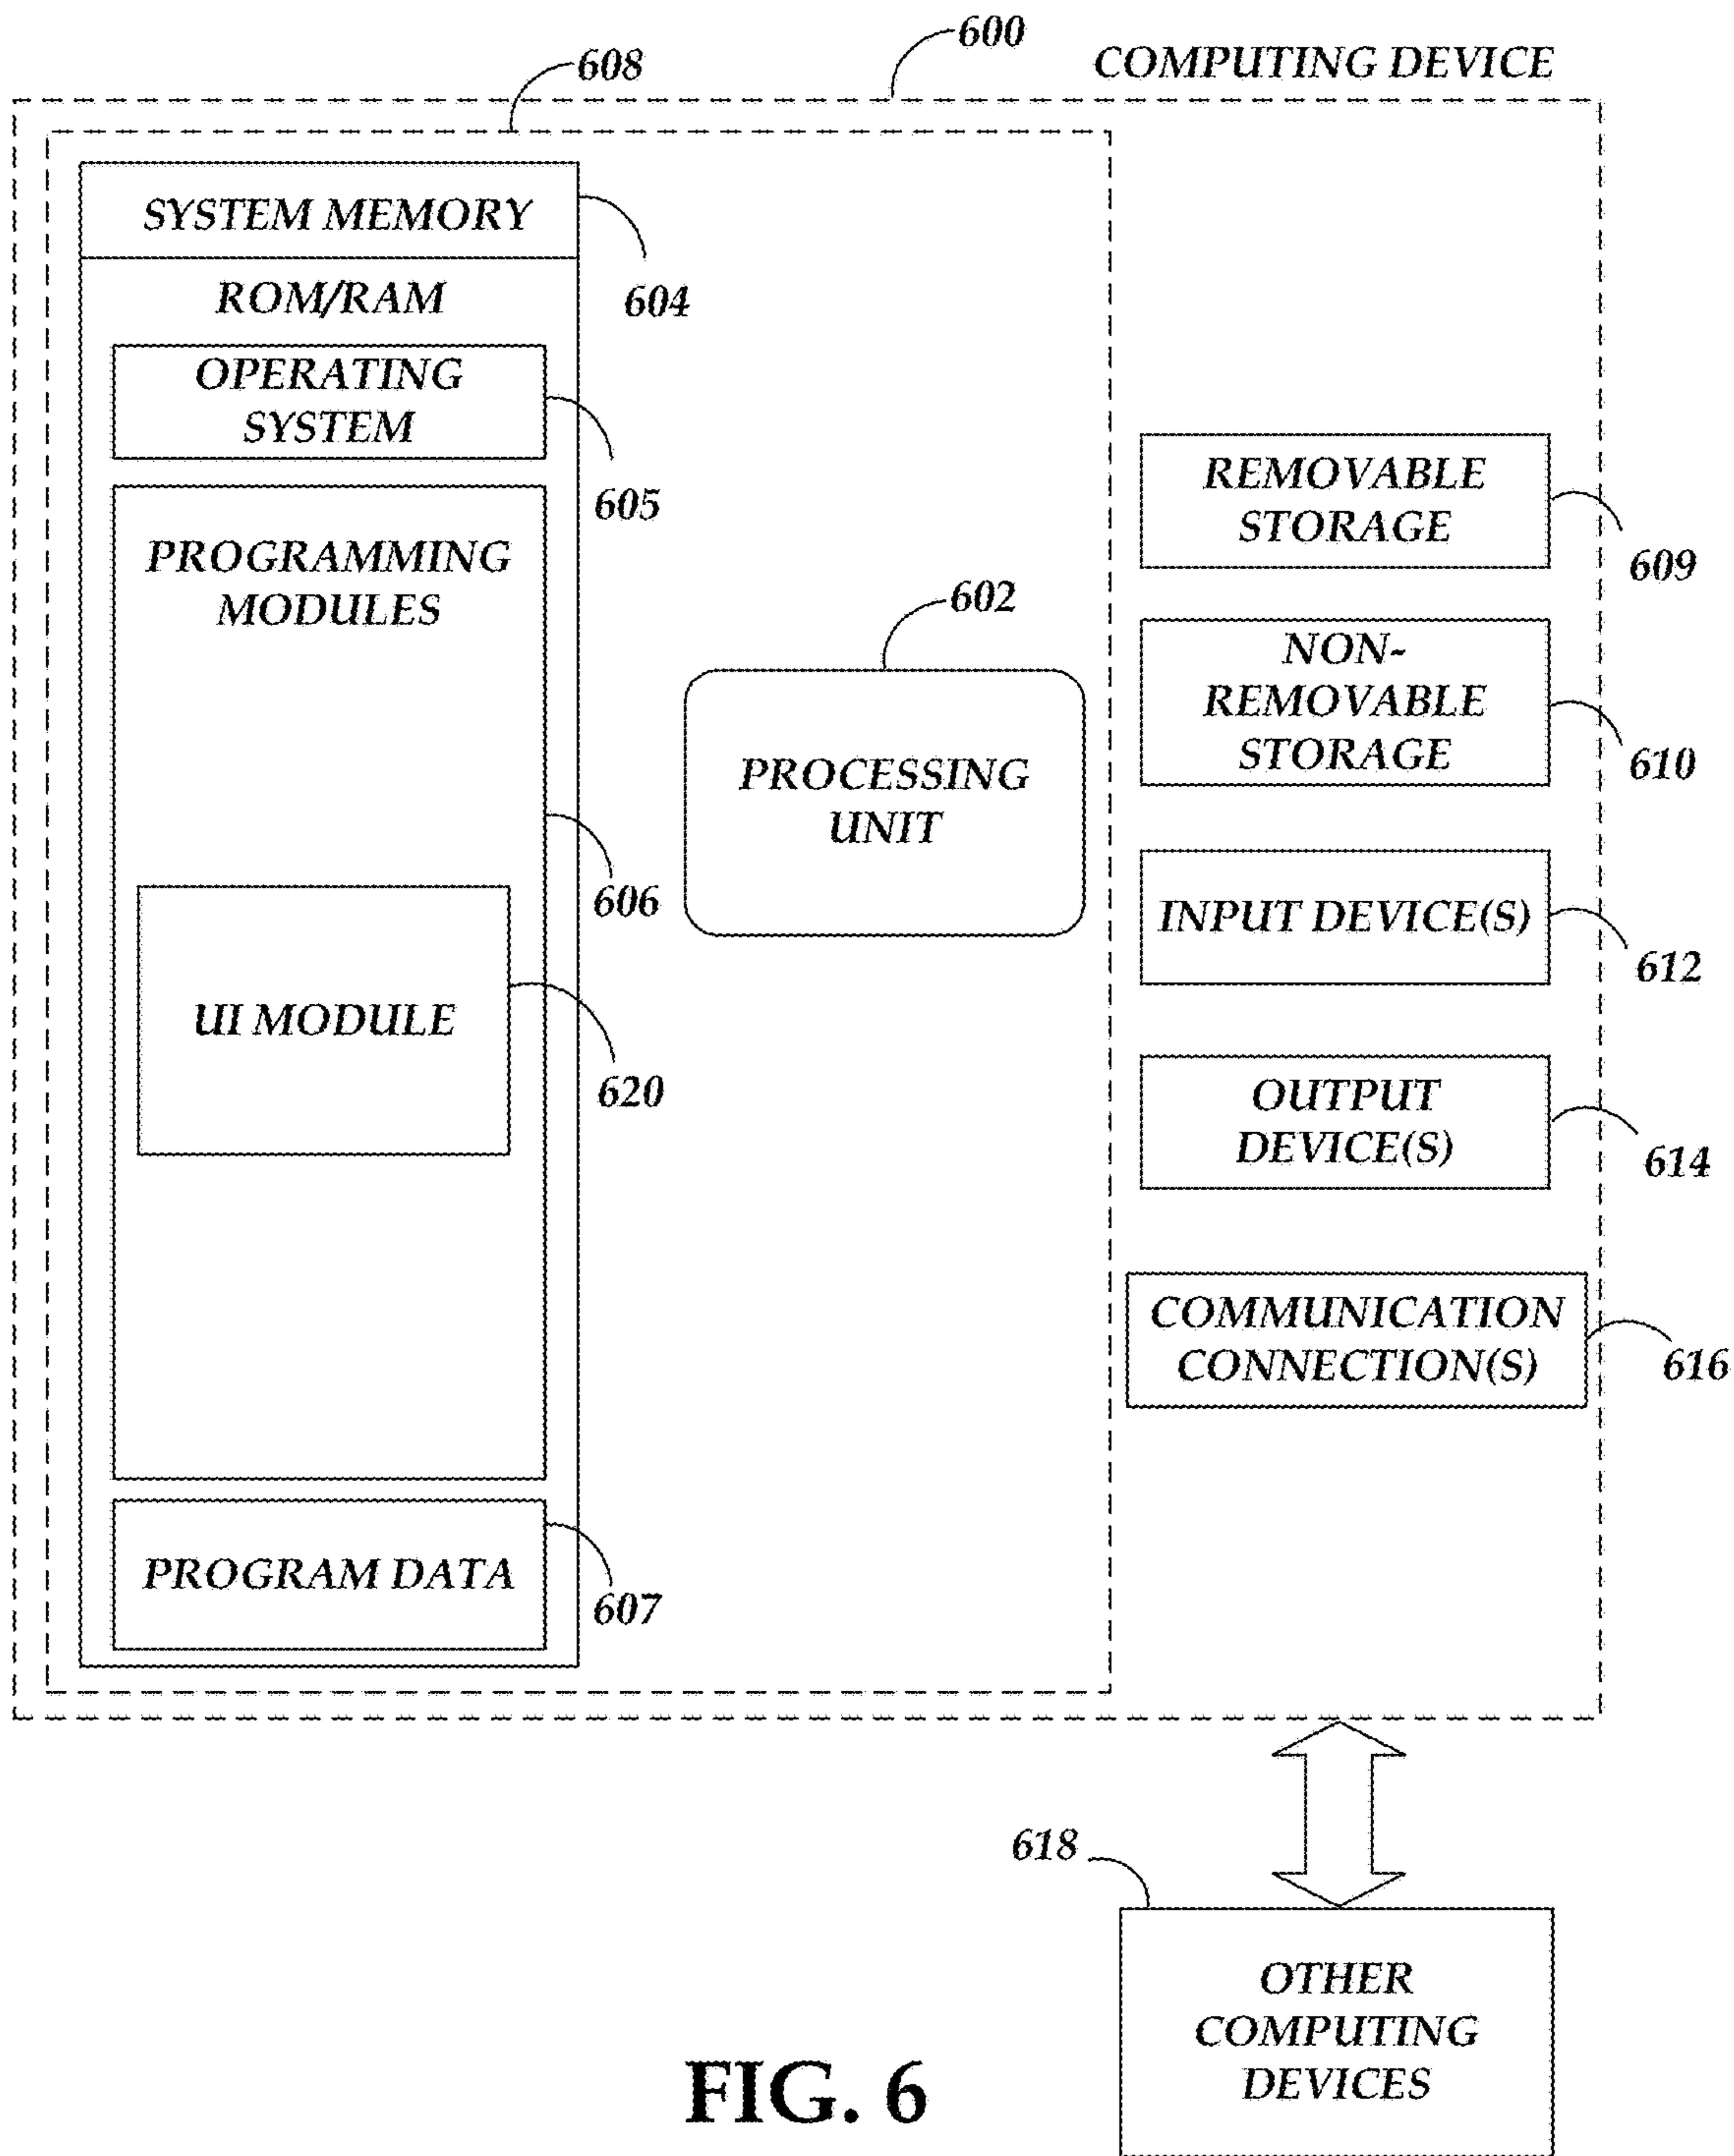 600
COMPUTING DEVICE
608
SYSTEM MEMORY
604
ROM/RAM
OPERATING
SYSTEM
605
PROGRAMMING
MODULES
606
UI MODULE
620
PROGRAM DATA
607
602
PROCESSING
UNIT
REMOVABLE
STORAGE
609
NON-
REMOVABLE
STORAGE
610
INPUT DEVICE(S)
612
OUTPUT
DEVICE(S)
614
COMMUNICATION
CONNECTION(S)
616
618
OTHER
COMPUTING
DEVICES
FIG. 6